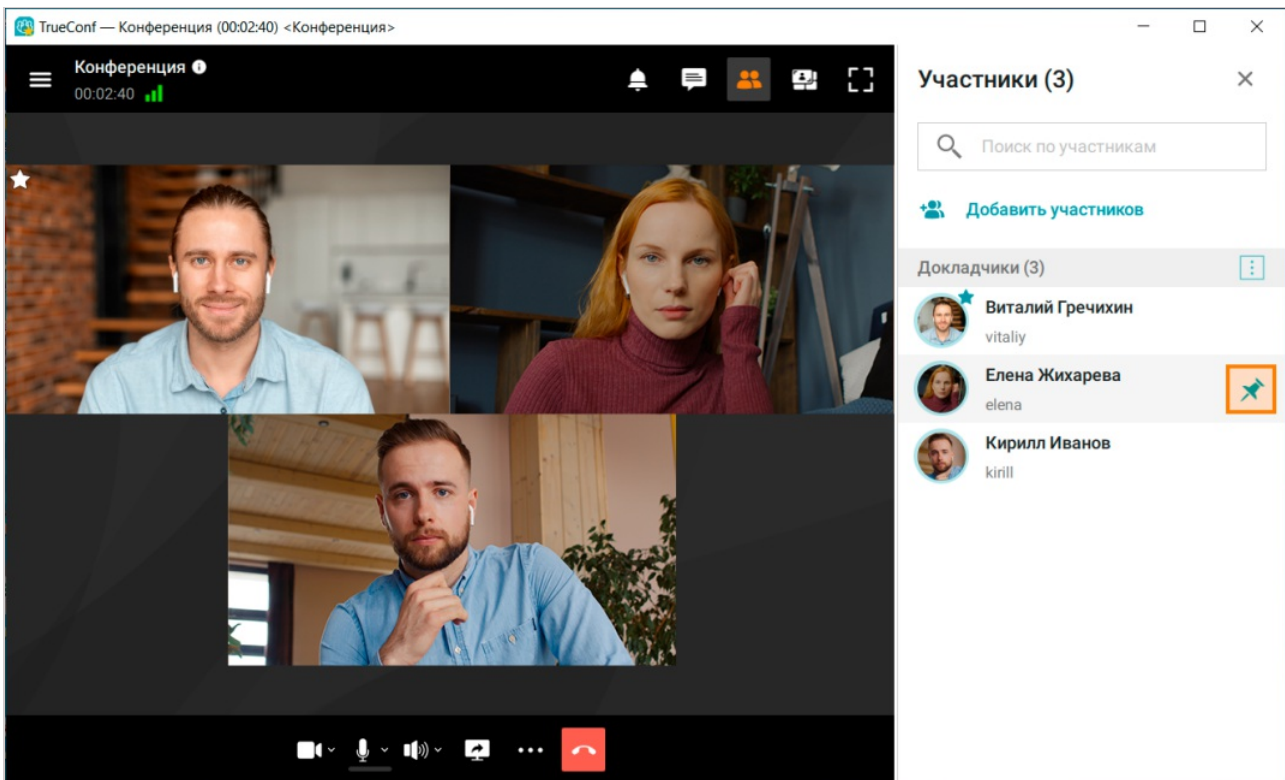 TrueConf — Конференция (00:02:40) <Конференция>
Конференция
00:02:40
Участники (3)
Поиск по участникам
Добавить участников
Докладчики (3)
Виталий Гречихин
vitaliy
Елена Жихарева
elena
Кирилл Иванов
kirill